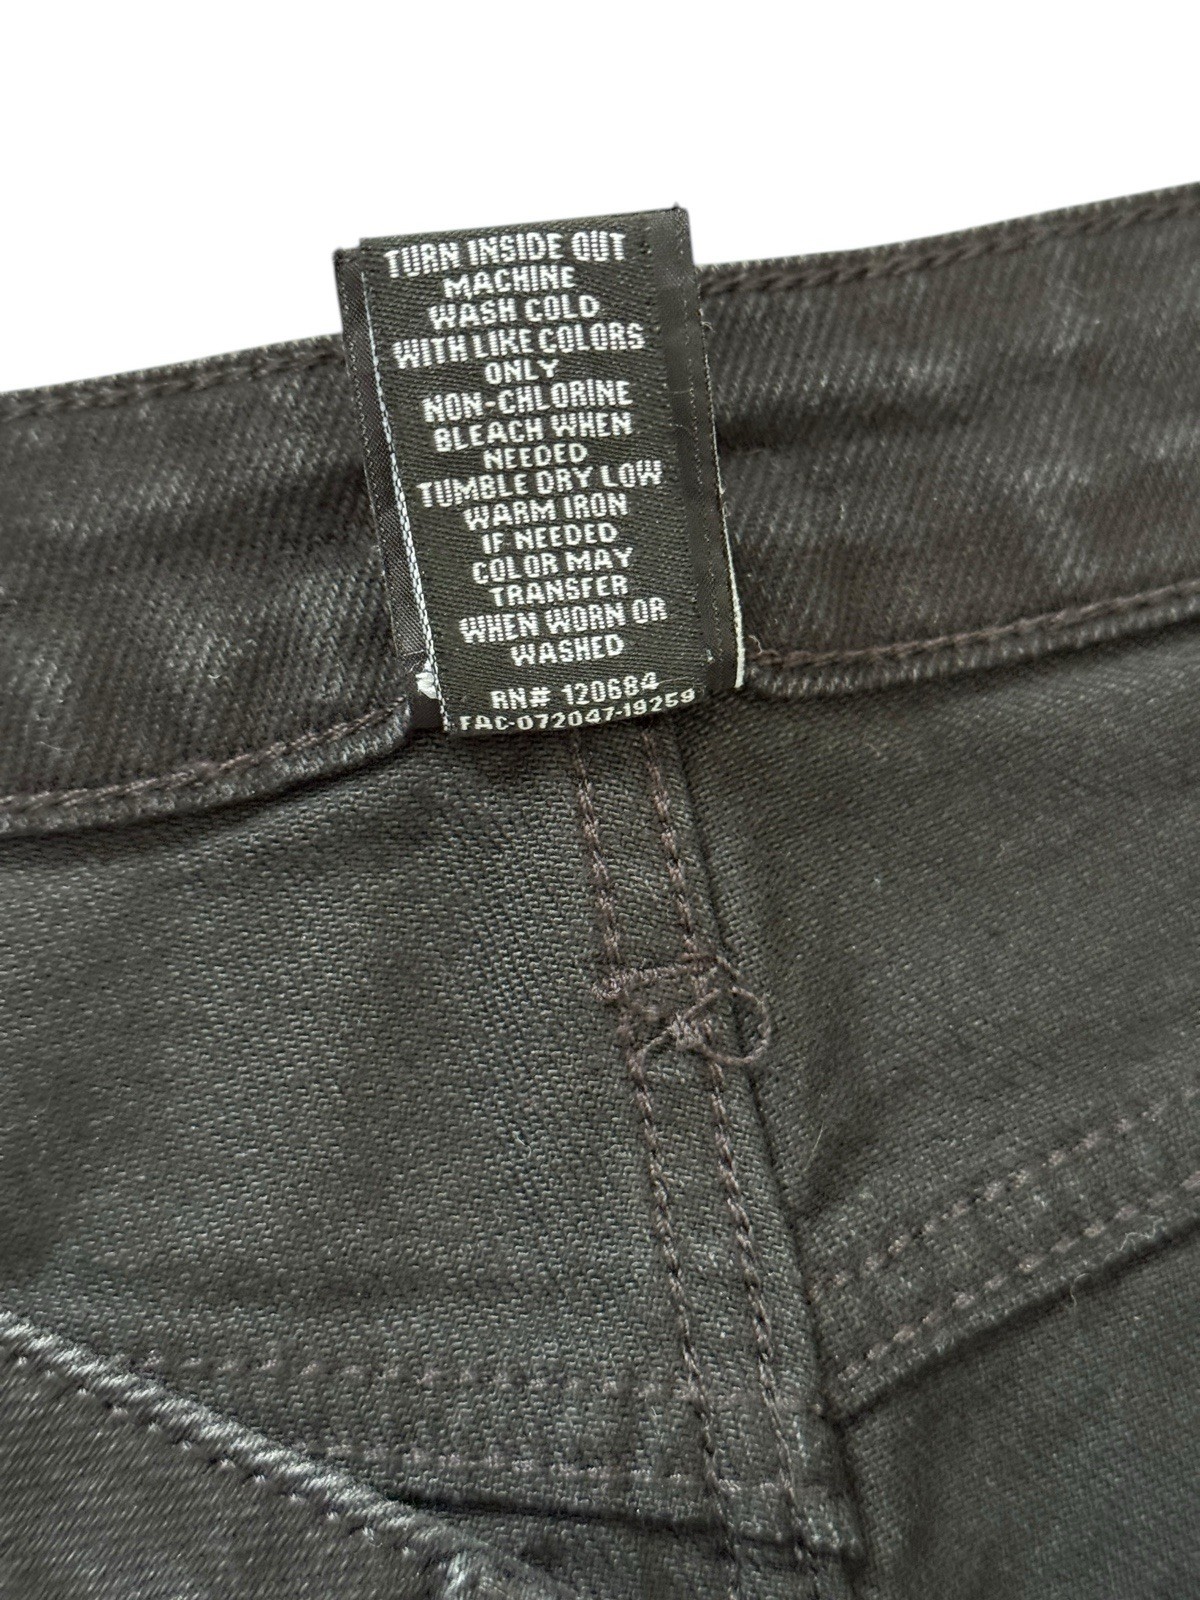 TURN INSIDE OUT
MACHINE
WASH COLD
WITH LIKE COLORS
ONLY
NON-CHLORINE
BLEACH WHEN
NEEDED
TUMBLE DRY LOW
WARM IRON
IF NEEDED
COLOR MAY
TRANSFER
WHEN WORN OR
WASHED
RN# 120684
FAC-072047-19259